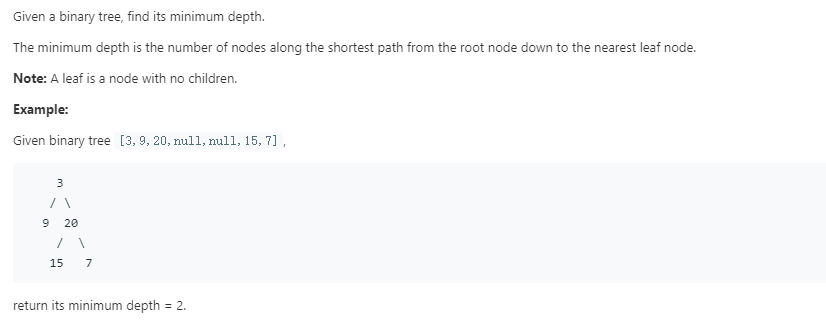 Given a binary tree, find its minimum depth.
The minimum depth is the number of nodes along the shortest path from the root node down to the nearest leaf node.
Note: A leaf is a node with no children.
Example:
Given binary tree [3, 9, 20, null, null, 15, 7] ,
3
/ \
9 20
/ \
15 7
return its minimum depth = 2.